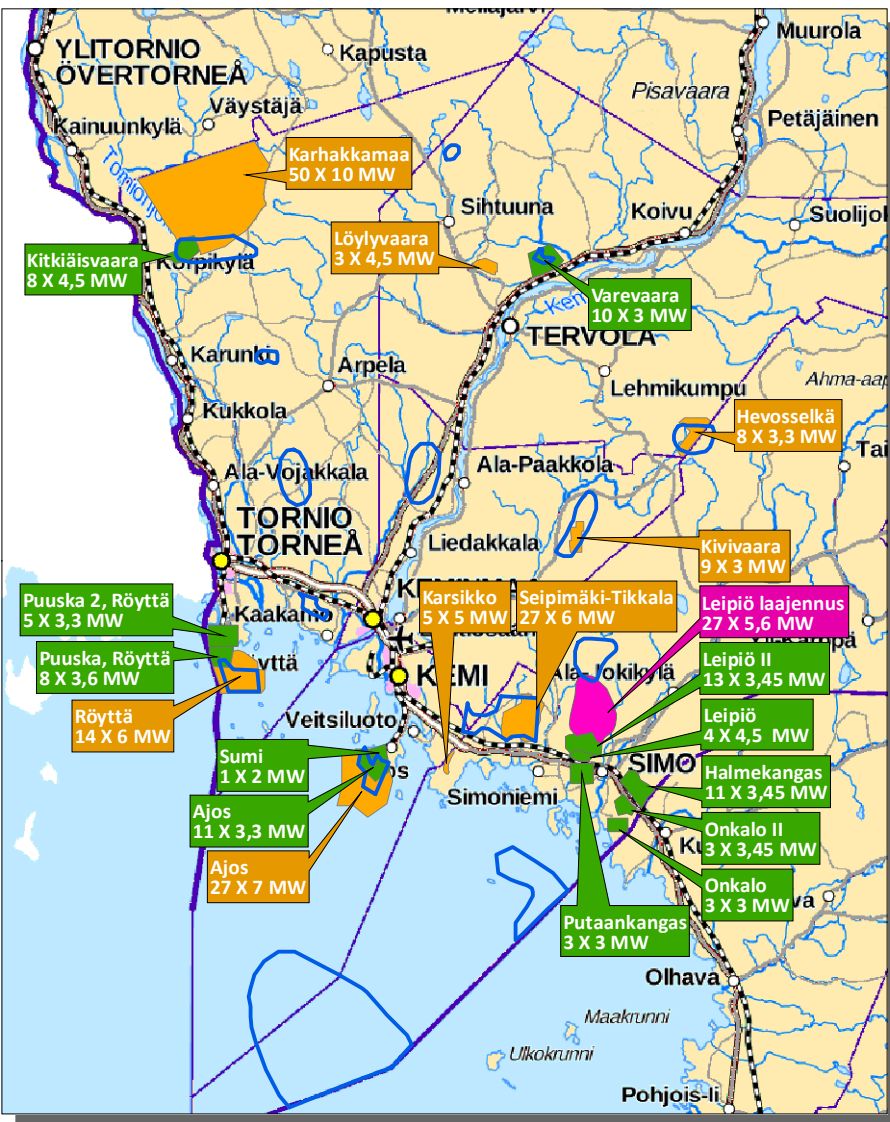 Muurola
YLITORNIO
ÖVERTORNEÅ
Kapusta
Pisavaara
Väystäjä
Petäjäinen
Kainuunkylä
Karhakkamaa
50 X 10 MW
Sihtuuna
Koivu
Kitkiäisvaara
8 X 4,5 MW
Korpikylä
Löylyvaara
3 X 4,5 MW
Varevaara
10 X 3 MW
TERVOLA
Karunki
Arpela
Lehmikumpu
Kukkola
Hevosselkä
8 X 3,3 MW
Ala-Vojakkala
Ala-Paakkola
TORNIO
TORNEÅ
Liedakkala
Kivivaara
9 X 3 MW
Puuska 2, Röyttä
5 X 3,3 MW
Kaakamo
Karsikko
5 X 5 MW
Seipimäki-Tikkala
27 X 6 MW
Leipiö laajennus
27 X 5,6 MW
Puuska, Röyttä
8 X 3,6 MW
KEMI
Ala-Jokikylä
Leipiö II
13 X 3,45 MW
Röyttä
14 X 6 MW
Veitsiluoto
Leipiö
4 X 4,5 MW
Sumi
1 X 2 MW
SIMO
Halmekangas
11 X 3,45 MW
Simoniemi
Ajos
11 X 3,3 MW
Onkalo II
3 X 3,45 MW
Ajos
27 X 7 MW
Onkalo
3 X 3 MW
Putaankangas
3 X 3 MW
Olhava
Maakrunni
Ulkokrunni
Pohjois-Ii